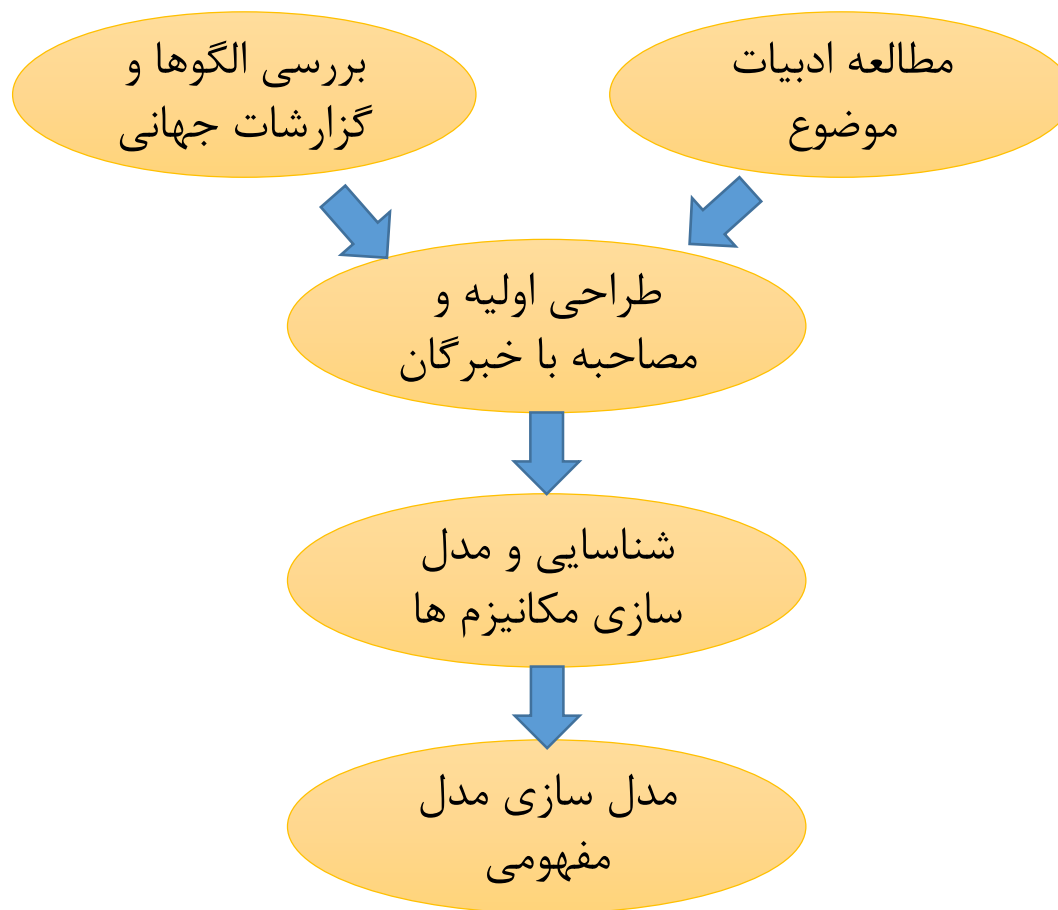 مطالعه ادبیات
موضوع
بررسی الگوها و
گزارشات جهانی
طراحی اولیه و
مصاحبه با خبرگان
شناسایی و مدل
سازی مکانیزم ها
مدل سازی مدل
مفهومی